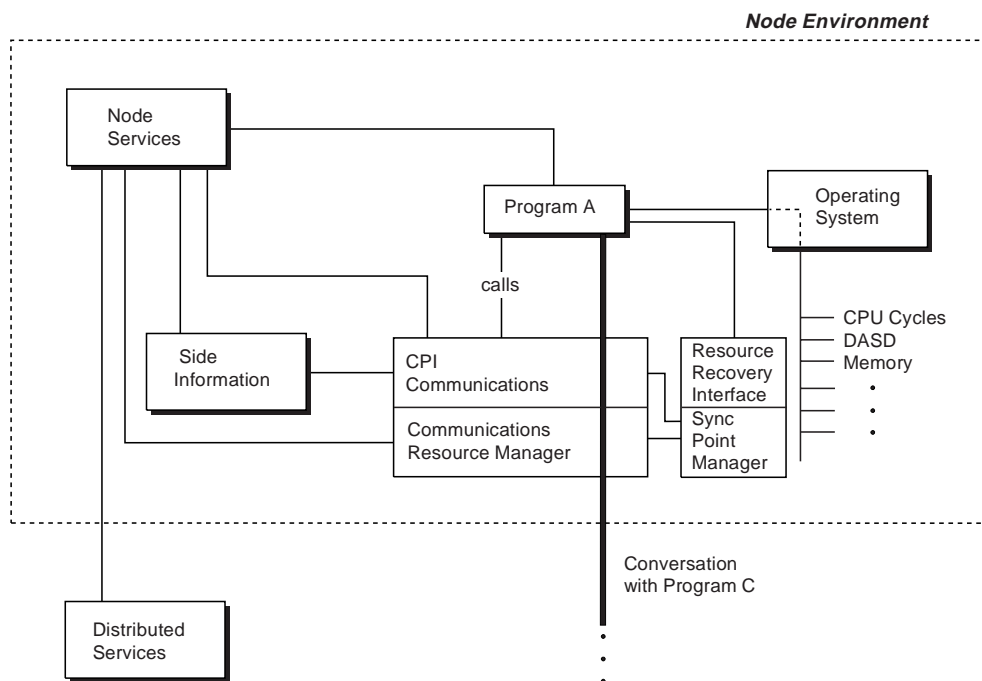 Node Environment
Node
Services
Program A
Operating
System
calls
CPU Cycles
DASD
Memory
Side
Information
CPI
Communications
Resource
Recovery
Interface
Communications
Resource Manager
Sync
Point
Manager
Conversation
with Program C
Distributed
Services